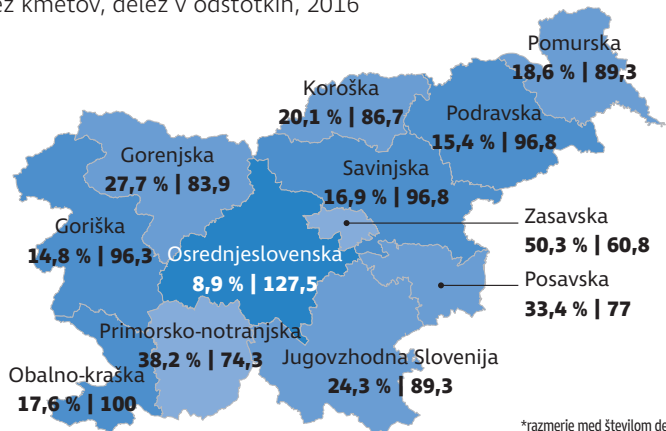 ez kmetov, delež v odstotkih, 2016
Pomurska
18,6 % | 89,3
Koroška
20,1 % | 86,7
Podravska
15,4 % | 96,8
Gorenjska
27,7 % | 83,9
Savinjska
16,9 % | 96,8
Zasavska
50,3 % | 60,8
Goriška
14,8 % | 96,3
Osrednjeslovenska
8,9 % | 127,5
Posavska
33,4 % | 77
Primorsko-notranjska
38,2 % | 74,3
Jugovzhodna Slovenija
24,3 % | 89,3
Obalno-kraška
17,6 % | 100
*razmerje med številom de